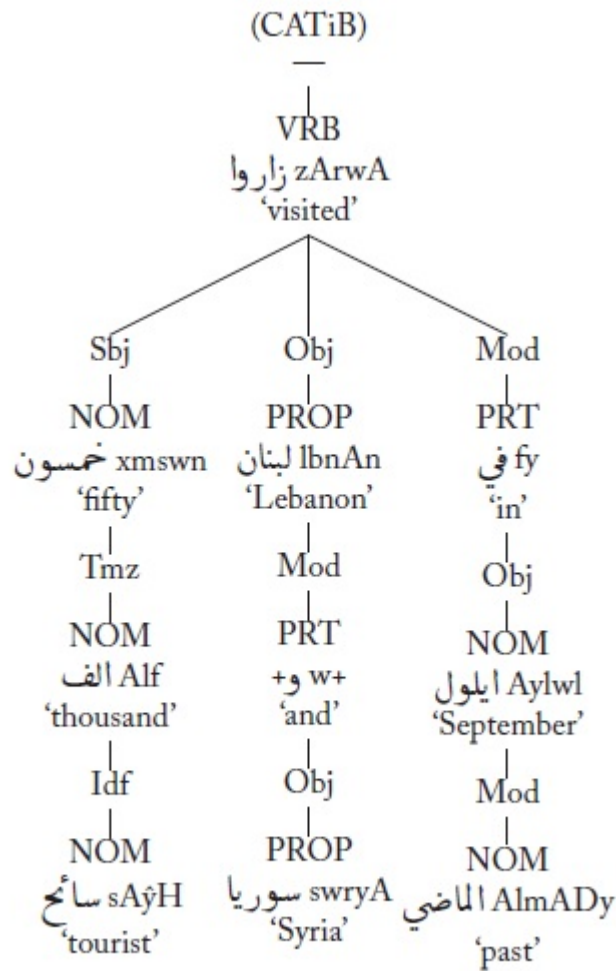 (CATiB)
—
VRB
زاروا zArwA
‘visited’
Sbj Obj Mod
NOM PROP PRT
خمسون xmswn لبنان lbnAn في fy
‘fifty’ ‘Lebanon’ ‘in’
Tmz Mod Obj
NOM PRT NOM
الف Alf +و w+ ايلول Aylwl
‘thousand’ ‘and’ ‘September’
Idf Obj Mod
NOM PROP NOM
سائح sAŷH سوريا swryA الماضي AlmADy
‘tourist’ ‘Syria’ ‘past’